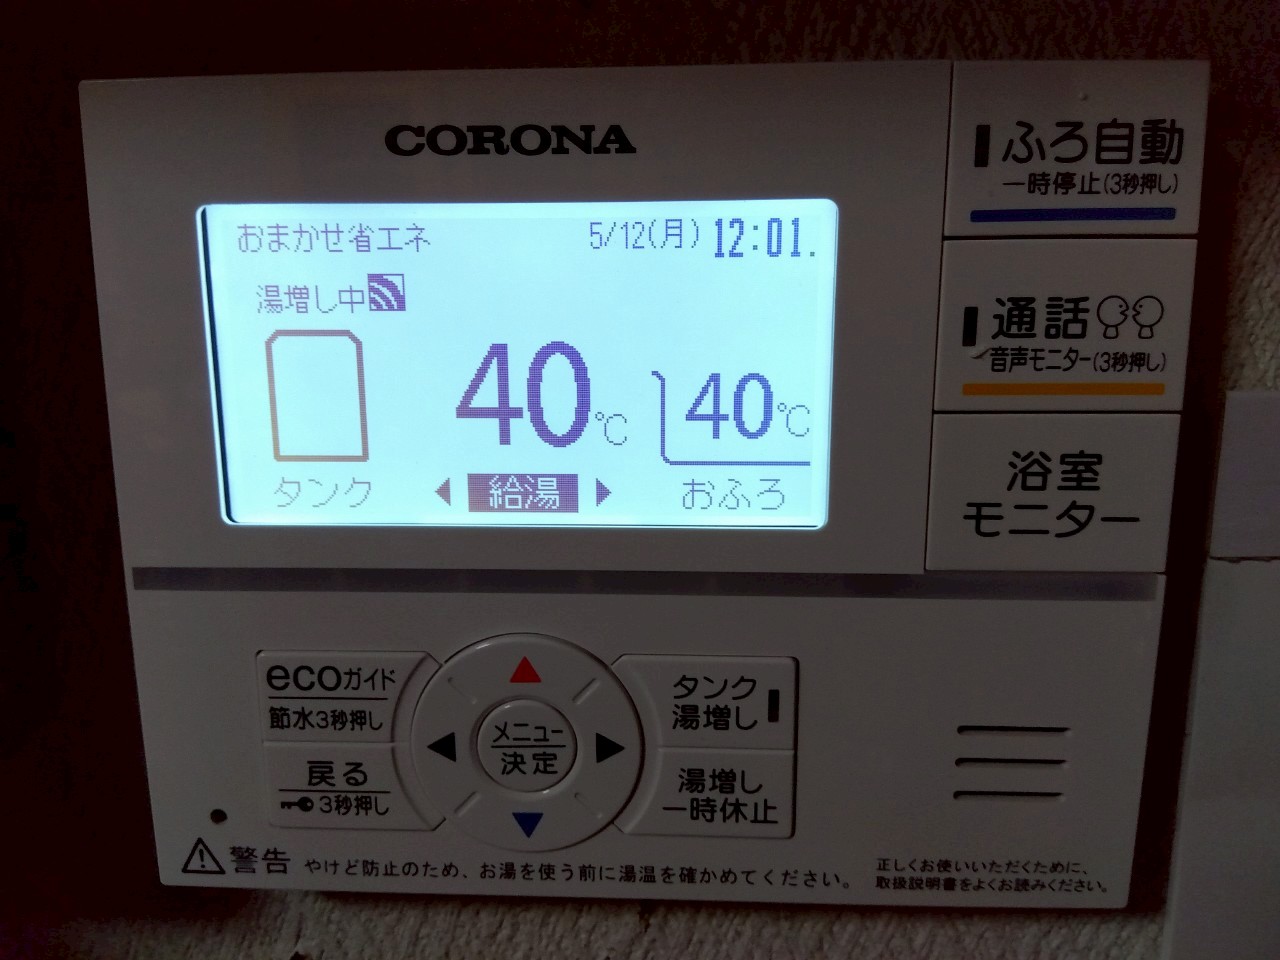 CORONA
おまかせ省エネ 5/12(月) 12:01.
湯増し中
40℃ 40℃
タンク 給湯 おふろ
ふろ自動
一時停止(3秒押し)
通話
音声モニター(3秒押し)
浴室
モニター
ecoガイド
節水3秒押し
戻る
3秒押し
メニュー
決定
タンク
湯増し
湯増し
一時休止
警告 やけど防止のため、お湯を使う前に湯温を確かめてください。
正しくお使いいただくために、
取扱説明書をよくお読みください。